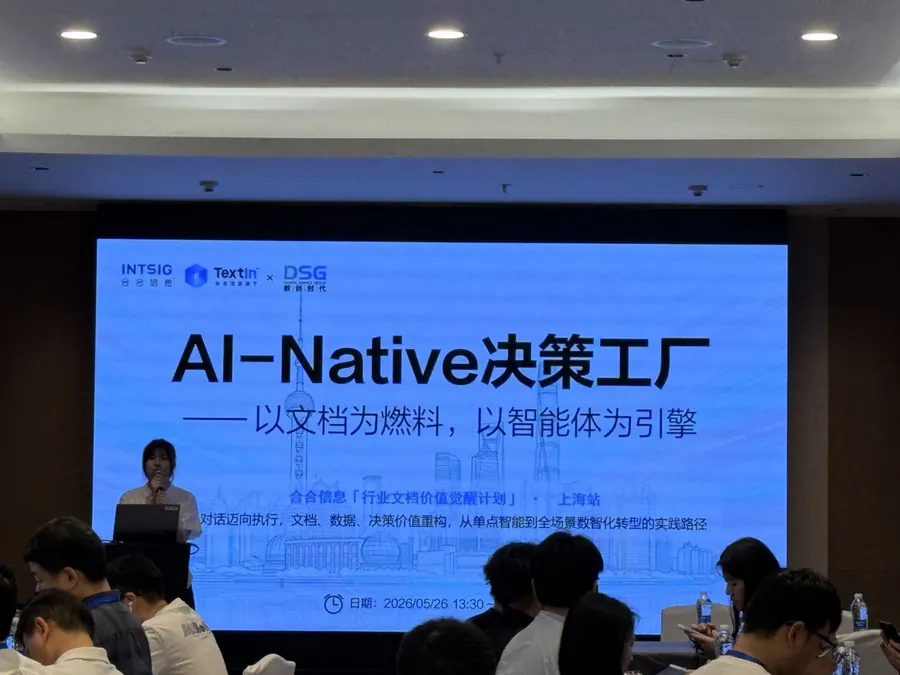 INTSIG TextIn × DSG
合合信息 数创时代
AI-Native决策工厂
——以文档为燃料，以智能体为引擎
合合信息「行业文档价值觉醒计划」 · 上海站
对话迈向执行，文档、数据、决策价值重构，从单点智能到全场景数智化转型的实践路径
日期：2026/05/26 13:30